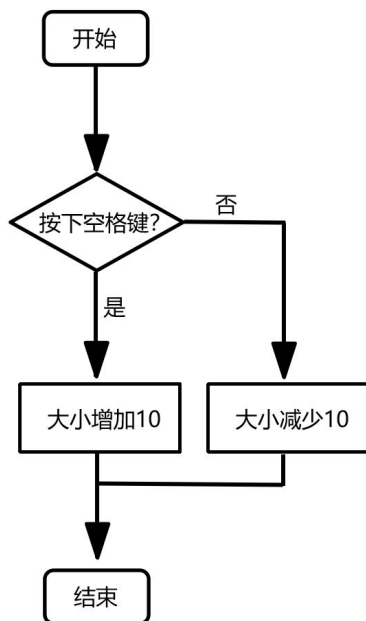 开始
按下空格键?
否
是
大小增加10
大小减少10
结束